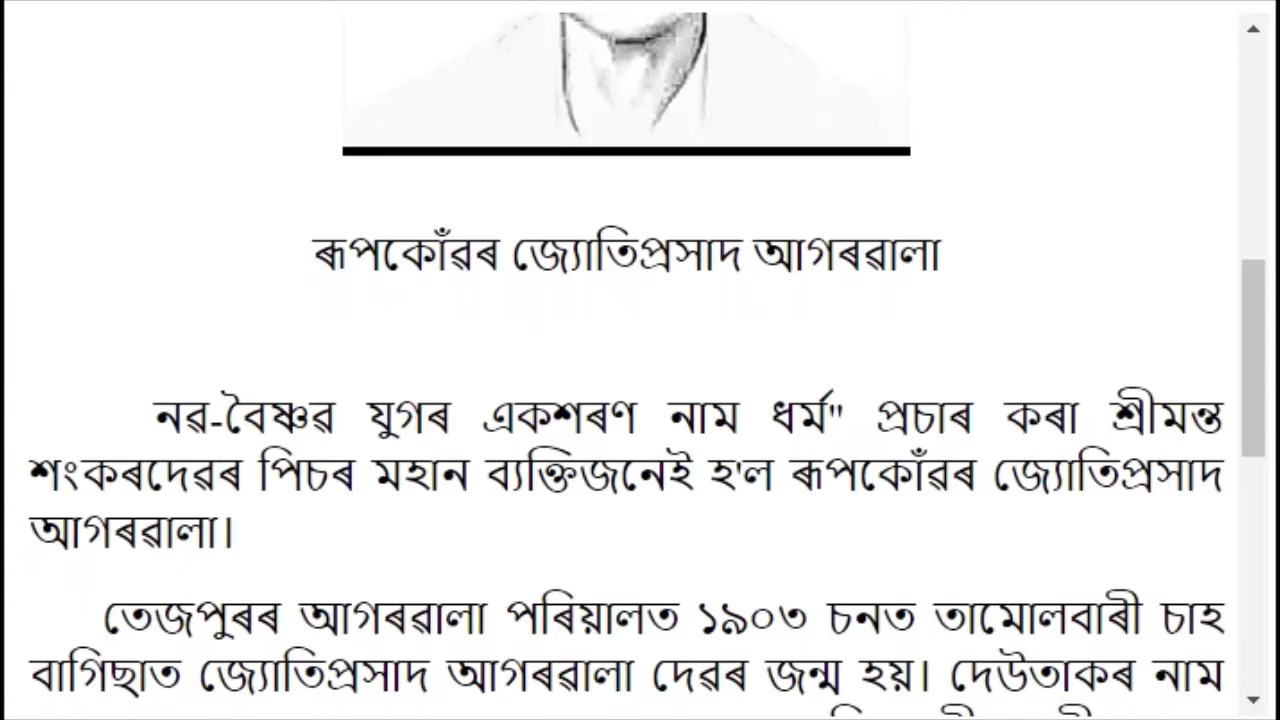 ৰূপকোঁৱৰ জ্যোতিপ্ৰসাদ আগৰৱালা
নৱ-বৈষ্ণৱ যুগৰ একশৰণ নাম ধৰ্ম" প্ৰচাৰ কৰা শ্ৰীমন্ত
শংকৰদেৱৰ পিচৰ মহান ব্যক্তিজনেই হ'ল ৰূপকোঁৱৰ জ্যোতিপ্ৰসাদ
আগৰৱালা।
তেজপুৰৰ আগৰৱালা পৰিয়ালত ১৯০৩ চনত তামোলবাৰী চাহ
বাগিছাত জ্যোতিপ্ৰসাদ আগৰৱালা দেৱৰ জন্ম হয়। দেউতাকৰ নাম